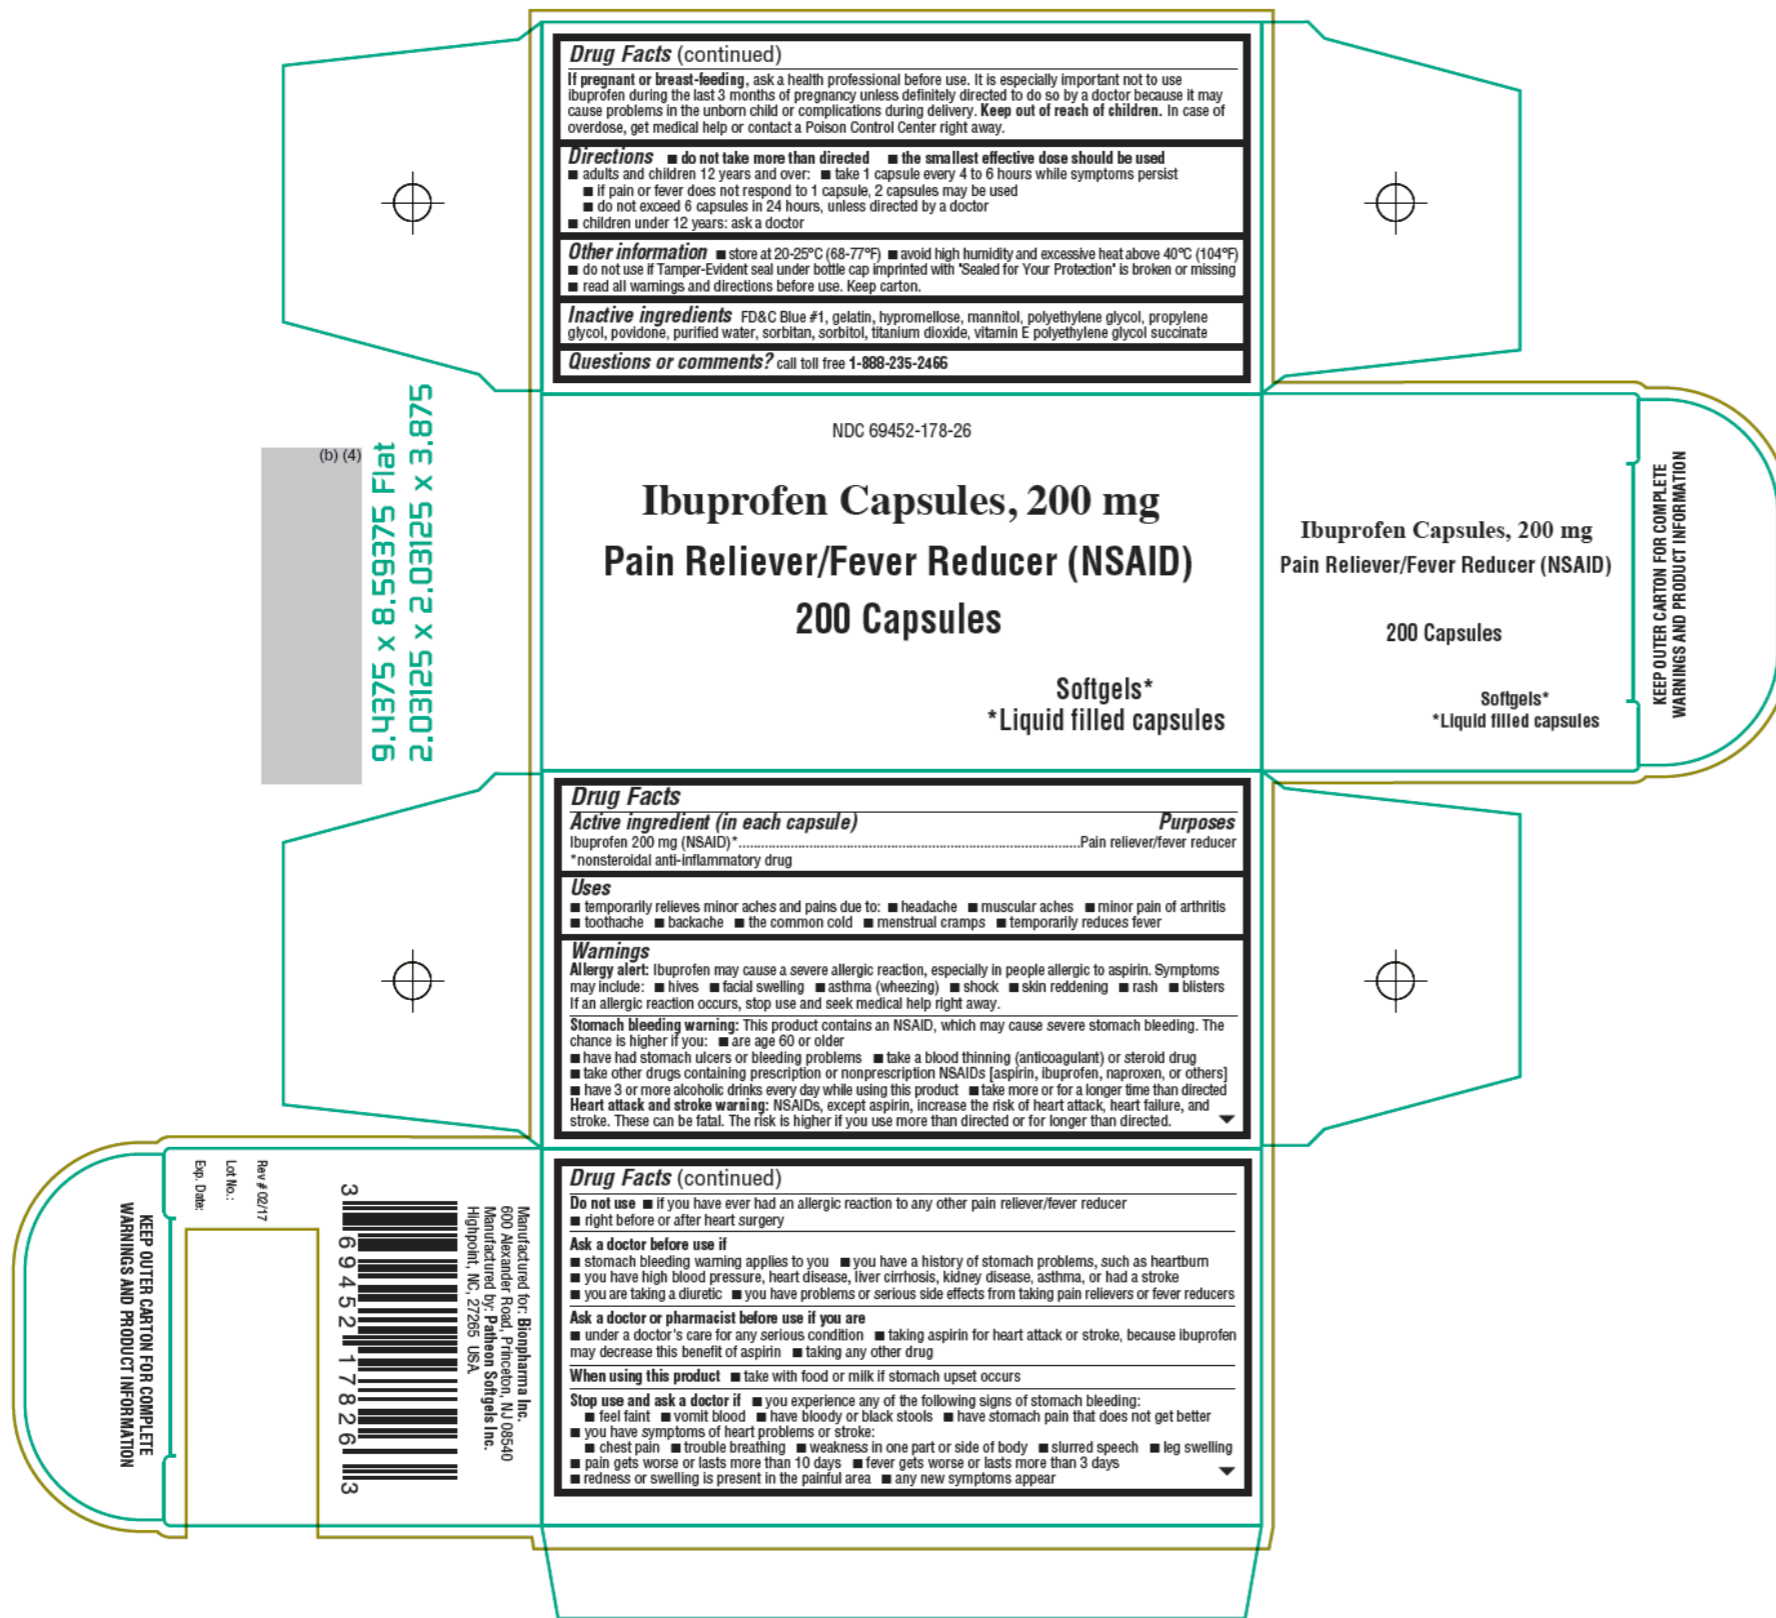 Drug Facts (continued)
If pregnant or breast-feeding, ask a health professional before use. It is especially important not to use
ibuprofen during the last 3 months of pregnancy unless definitely directed to do so by a doctor because it may
cause problems in the unborn child or complications during delivery. Keep out of reach of children. In case of
overdose, get medical help or contact a Poison Control Center right away.
Directions ■ do not take more than directed ■ the smallest effective dose should be used
■ adults and children 12 years and over: ■ take 1 capsule every 4 to 6 hours while symptoms persist
■ if pain or fever does not respond to 1 capsule, 2 capsules may be used
■ do not exceed 6 capsules in 24 hours, unless directed by a doctor
■ children under 12 years: ask a doctor
Other information ■ store at 20-25°C (68-77°F) ■ avoid high humidity and excessive heat above 40°C (104°F)
■ do not use if Tamper-Evident seal under bottle cap imprinted with "Sealed for Your Protection" is broken or missing
■ read all warnings and directions before use. Keep carton.
Inactive ingredients FD&C Blue #1, gelatin, hypromellose, mannitol, polyethylene glycol, propylene
glycol, povidone, purified water, sorbitan, sorbitol, titanium dioxide, vitamin E polyethylene glycol succinate
Questions or comments? call toll free 1-888-235-2466
(b) (4)
9.4375 x 8.59375 Flat
2.03125 x 2.03125 x 3.875
NDC 69452-178-26
Ibuprofen Capsules, 200 mg
Pain Reliever/Fever Reducer (NSAID)
200 Capsules
Softgels*
*Liquid filled capsules
Ibuprofen Capsules, 200 mg
Pain Reliever/Fever Reducer (NSAID)
200 Capsules
Softgels*
*Liquid filled capsules
KEEP OUTER CARTON FOR COMPLETE
WARNINGS AND PRODUCT INFORMATION
Drug Facts
Active ingredient (in each capsule) Purposes
Ibuprofen 200 mg (NSAID)*..........Pain reliever/fever reducer
*nonsteroidal anti-inflammatory drug
Uses
■ temporarily relieves minor aches and pains due to: ■ headache ■ muscular aches ■ minor pain of arthritis
■ toothache ■ backache ■ the common cold ■ menstrual cramps ■ temporarily reduces fever
Warnings
Allergy alert: Ibuprofen may cause a severe allergic reaction, especially in people allergic to aspirin. Symptoms
may include: ■ hives ■ facial swelling ■ asthma (wheezing) ■ shock ■ skin reddening ■ rash ■ blisters
If an allergic reaction occurs, stop use and seek medical help right away.
Stomach bleeding warning: This product contains an NSAID, which may cause severe stomach bleeding. The
chance is higher if you: ■ are age 60 or older
■ have had stomach ulcers or bleeding problems ■ take a blood thinning (anticoagulant) or steroid drug
■ take other drugs containing prescription or nonprescription NSAIDs [aspirin, ibuprofen, naproxen, or others]
■ have 3 or more alcoholic drinks every day while using this product ■ take more or for a longer time than directed
Heart attack and stroke warning: NSAIDs, except aspirin, increase the risk of heart attack, heart failure, and
stroke. These can be fatal. The risk is higher if you use more than directed or for longer than directed.
Drug Facts (continued)
Do not use ■ if you have ever had an allergic reaction to any other pain reliever/fever reducer
■ right before or after heart surgery
Ask a doctor before use if
■ stomach bleeding warning applies to you ■ you have a history of stomach problems, such as heartburn
■ you have high blood pressure, heart disease, liver cirrhosis, kidney disease, asthma, or had a stroke
■ you are taking a diuretic ■ you have problems or serious side effects from taking pain relievers or fever reducers
Ask a doctor or pharmacist before use if you are
■ under a doctor's care for any serious condition ■ taking aspirin for heart attack or stroke, because ibuprofen
may decrease this benefit of aspirin ■ taking any other drug
When using this product ■ take with food or milk if stomach upset occurs
Stop use and ask a doctor if ■ you experience any of the following signs of stomach bleeding:
■ feel faint ■ vomit blood ■ have bloody or black stools ■ have stomach pain that does not get better
■ you have symptoms of heart problems or stroke:
■ chest pain ■ trouble breathing ■ weakness in one part or side of body ■ slurred speech ■ leg swelling
■ pain gets worse or lasts more than 10 days ■ fever gets worse or lasts more than 3 days
■ redness or swelling is present in the painful area ■ any new symptoms appear
Manufactured for: Bionpharma Inc.
600 Alexander Road, Princeton, NJ 08540
Manufactured by: Patheon Softgels Inc.
Highpoint, NC, 27265 USA
3 69452 17826 3
Rev # 02/17
Lot No.:
Exp. Date:
KEEP OUTER CARTON FOR COMPLETE
WARNINGS AND PRODUCT INFORMATION